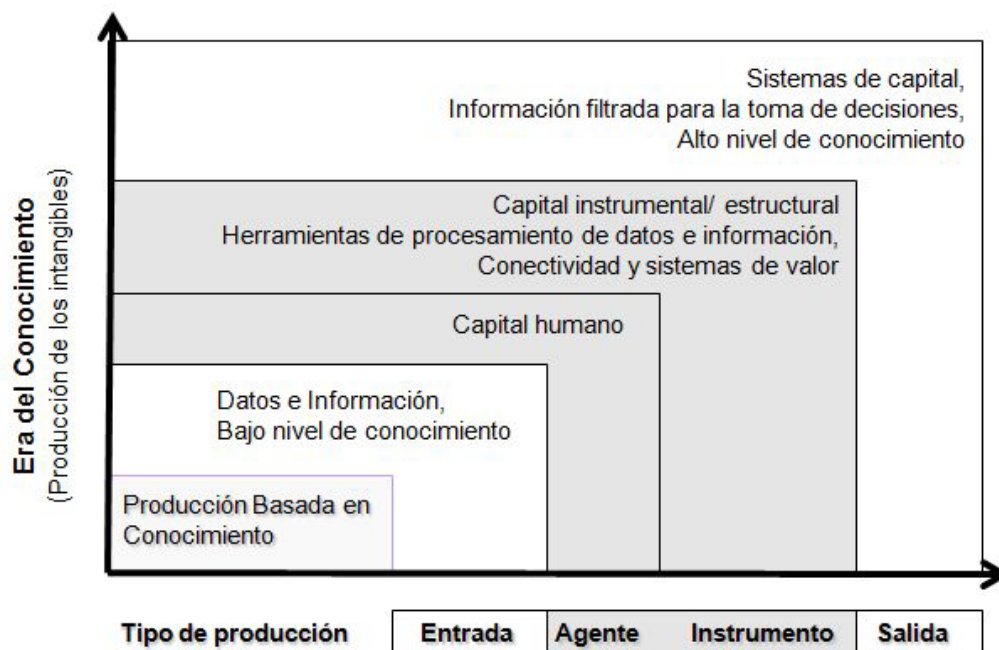 Era del Conocimiento
(Producción de los intangibles)
Sistemas de capital,
Información filtrada para la toma de decisiones,
Alto nivel de conocimiento
Capital instrumental/ estructural
Herramientas de procesamiento de datos e información,
Conectividad y sistemas de valor
Capital humano
Datos e Información,
Bajo nivel de conocimiento
Producción Basada en
Conocimiento
Tipo de producción Entrada Agente Instrumento Salida